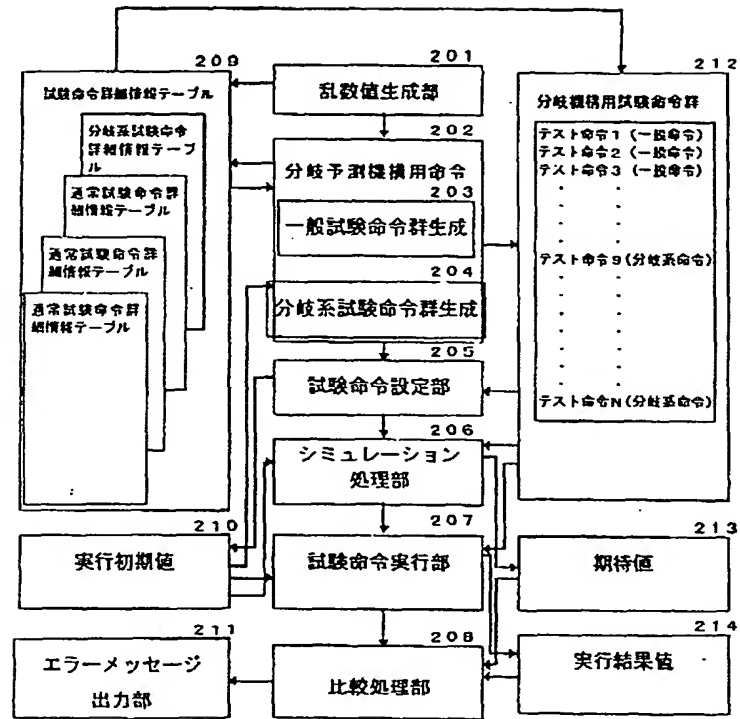 209
試験命令群細情報テーブル
分岐系試験命令
詳細情報テーブ
ル
通常試験命令群
細情報テーブル
通常試験命令群
細情報テーブル
通常試験命令群
細情報テーブル
201
乱数値生成部
202
分岐予測機構用命令
203
一般試験命令群生成
204
分岐系試験命令群生成
205
試験命令設定部
206
シミュレーション
処理部
207
試験命令実行部
208
比較処理部
210
実行初期値
211
エラーメッセージ
出力部
212
分岐機構用試験命令群
テスト命令1 (一般命令)
テスト命令2 (一般命令)
テスト命令3 (一般命令)
テスト命令9(分岐系命令)
テスト命令N(分岐系命令)
213
期待値
214
実行結果値